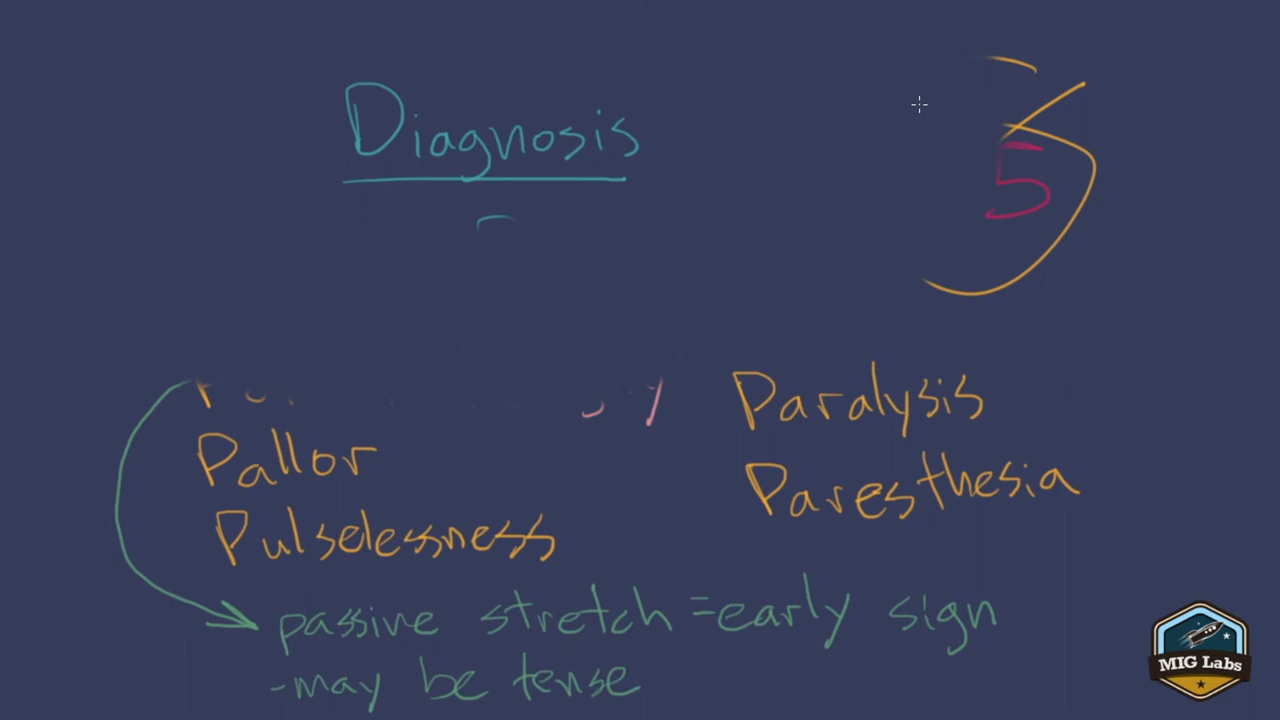 Diagnosis
5
Paralysis
Pallor
Paresthesia
Pulselessness
passive stretch = early sign
-may be tense
MIG Labs